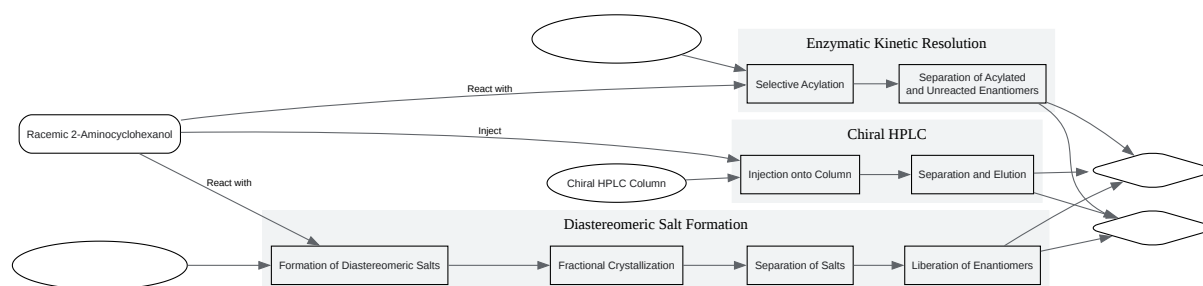 Enzymatic Kinetic Resolution
Selective Acylation
Separation of Acylated
and Unreacted Enantiomers
React with
Racemic 2-Aminocyclohexanol
Inject
Chiral HPLC
Chiral HPLC Column
Injection onto Column
Separation and Elution
React with
Diastereomeric Salt Formation
Formation of Diastereomeric Salts
Fractional Crystallization
Separation of Salts
Liberation of Enantiomers